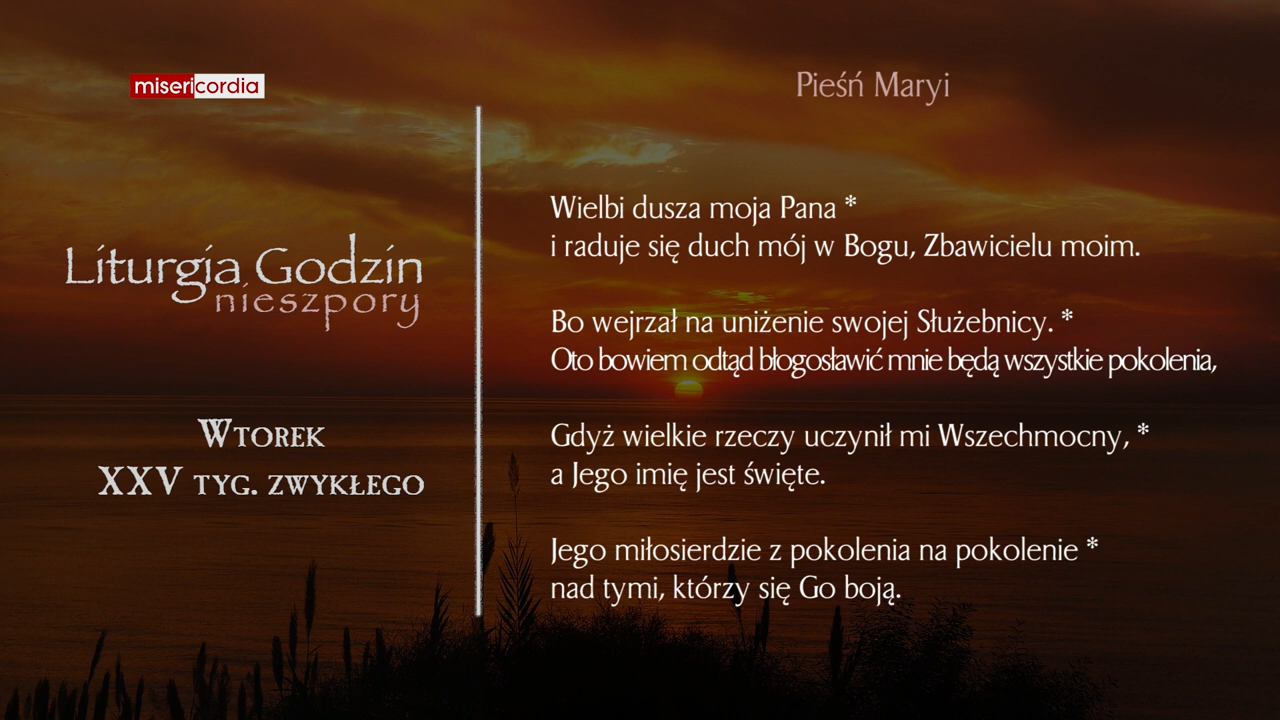 misericordia
Liturgia Godzin
nieszpory
Wtorek
XXV tyg. zwykłego
Pieśń Maryi
Wielbi dusza moja Pana *
i raduje się duch mój w Bogu, Zbawicielu moim.
Bo wejrzał na uniżenie swojej Służebnicy. *
Oto bowiem odtąd błogosławić mnie będą wszystkie pokolenia,
Gdyż wielkie rzeczy uczynił mi Wszechmocny, *
a Jego imię jest święte.
Jego miłosierdzie z pokolenia na pokolenie *
nad tymi, którzy się Go boją.